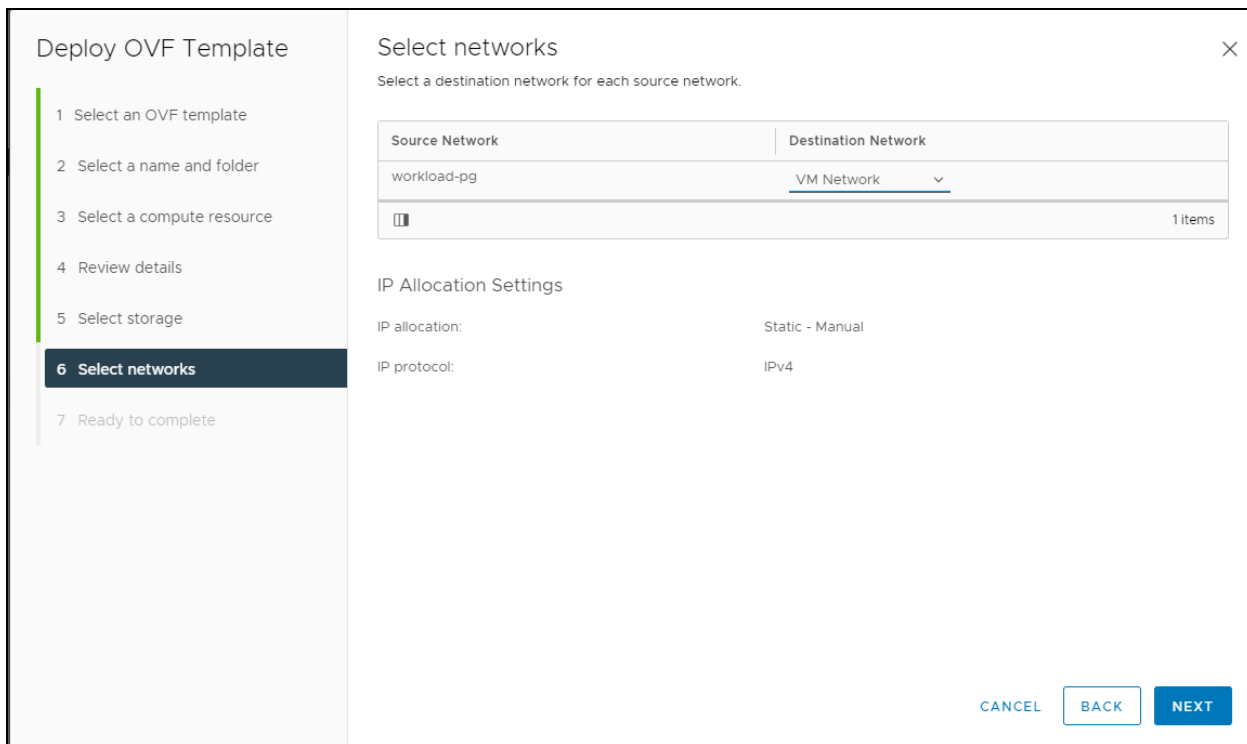 Deploy OVF Template
1 Select an OVF template
2 Select a name and folder
3 Select a compute resource
4 Review details
5 Select storage
6 Select networks
7 Ready to complete
Select networks
Select a destination network for each source network.
Source Network Destination Network
workload-pg VM Network
1 items
IP Allocation Settings
IP allocation: Static - Manual
IP protocol: IPv4
CANCEL BACK NEXT